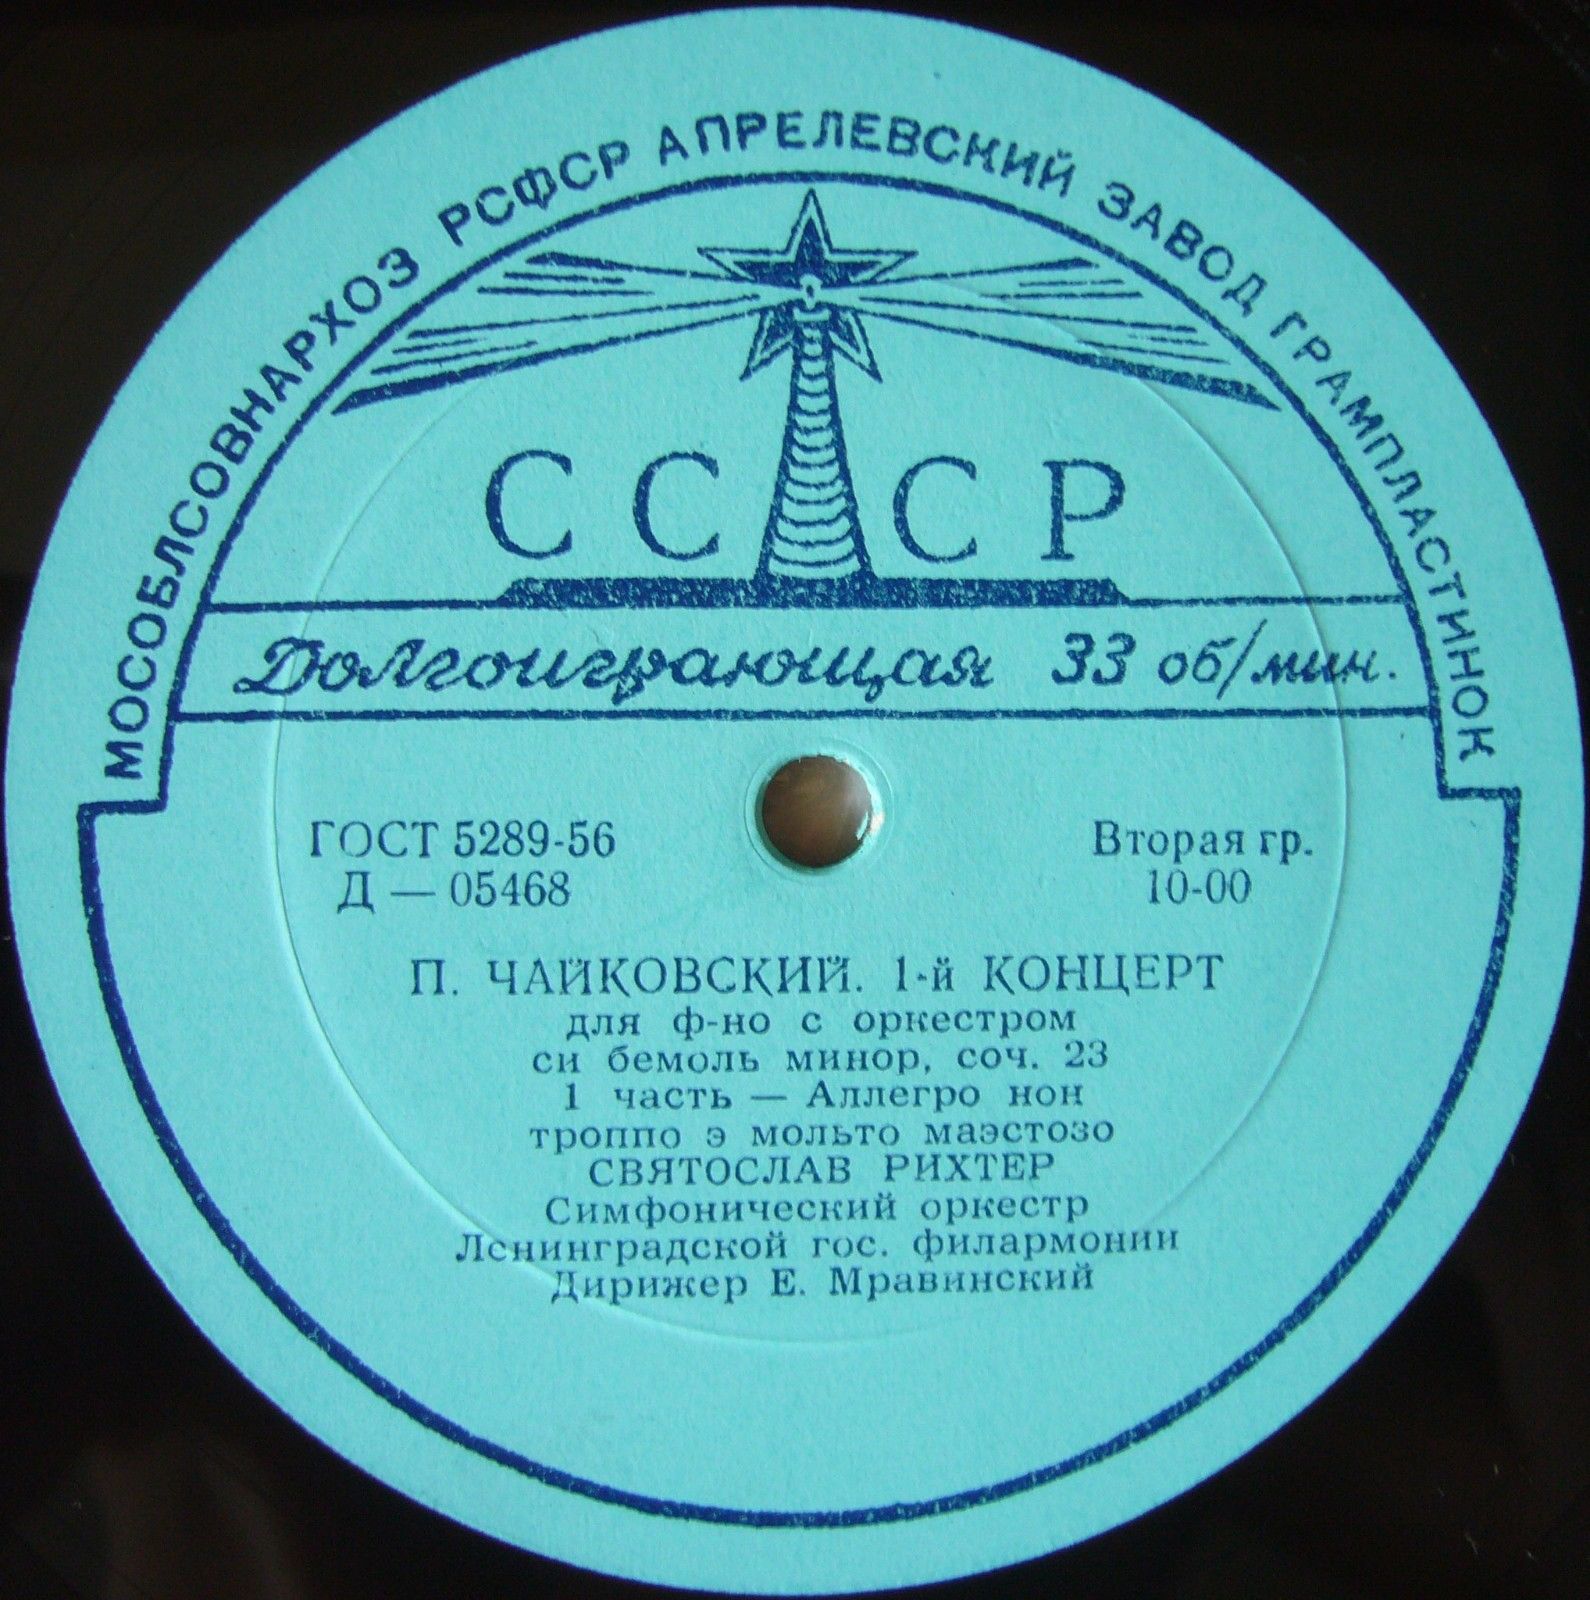 МОСОБЛСОВНАРХОЗ РСФСР АПРЕЛЕВСКИЙ ЗАВОД ГРАМПЛАСТИНОК
СССР
Долгоиграющая 33 об/мин.
ГОСТ 5289-56
Д — 05468
Вторая гр.
10-00
П. ЧАЙКОВСКИЙ. 1-й КОНЦЕРТ
для ф-но с оркестром
си бемоль минор, соч. 23
1 часть — Аллегро нон
троппо э мольто маэстозо
СВЯТОСЛАВ РИХТЕР
Симфонический оркестр
Ленинградской гос. филармонии
Дирижер Е. Мравинский